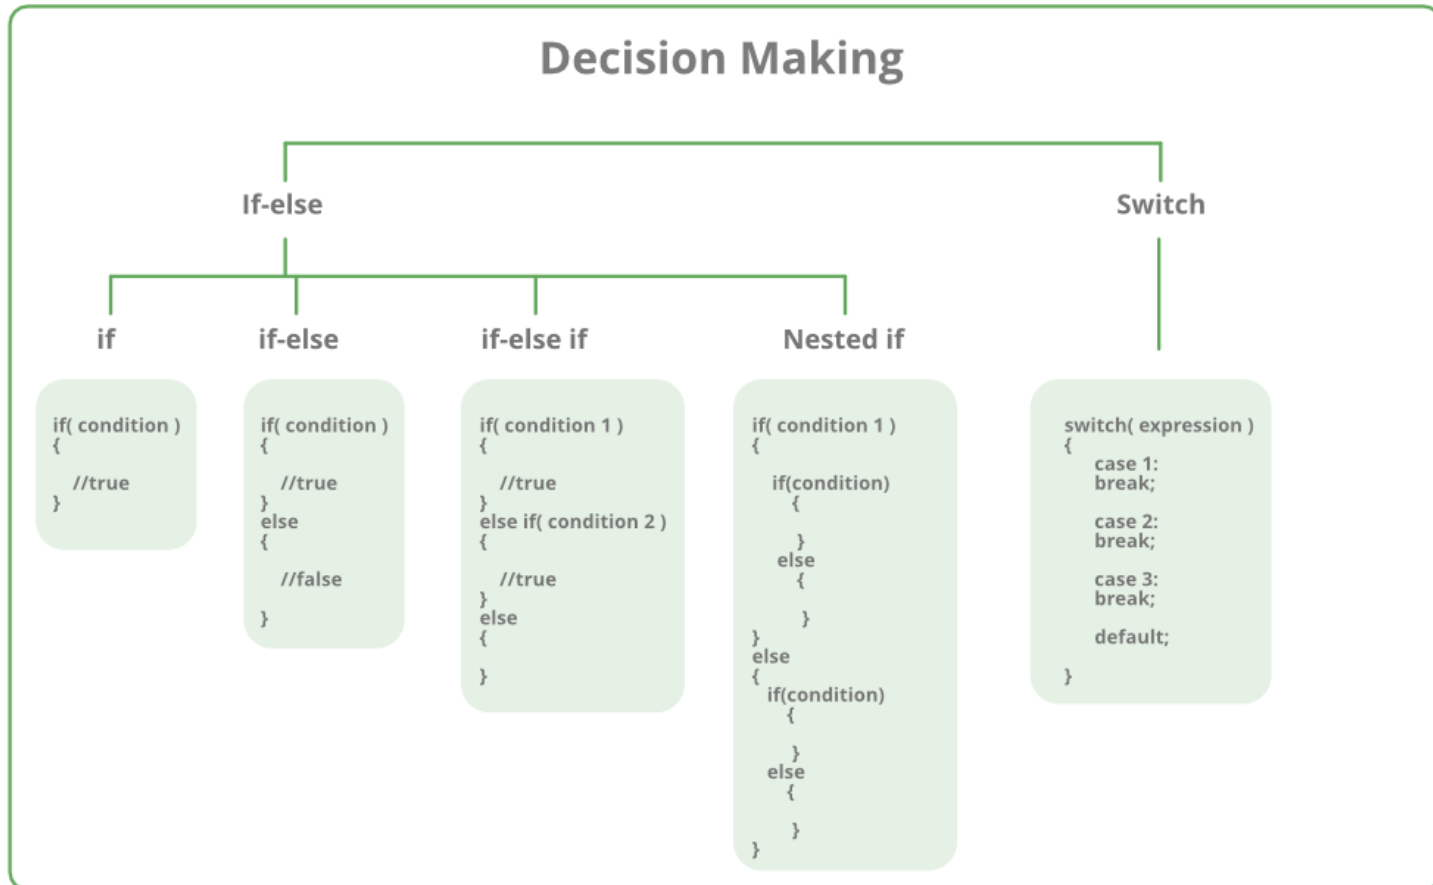 Decision Making
If-else
Switch
if
if-else
if-else if
Nested if
if( condition )
{
//true
}
if( condition )
{
//true
}
else
{
//false
}
if( condition 1 )
{
//true
}
else if( condition 2 )
{
//true
}
else
{
}
if( condition 1 )
{
if(condition)
{
}
else
{
}
}
else
{
if(condition)
{
}
else
{
}
}
switch( expression )
{
case 1:
break;
case 2:
break;
case 3:
break;
default;
}